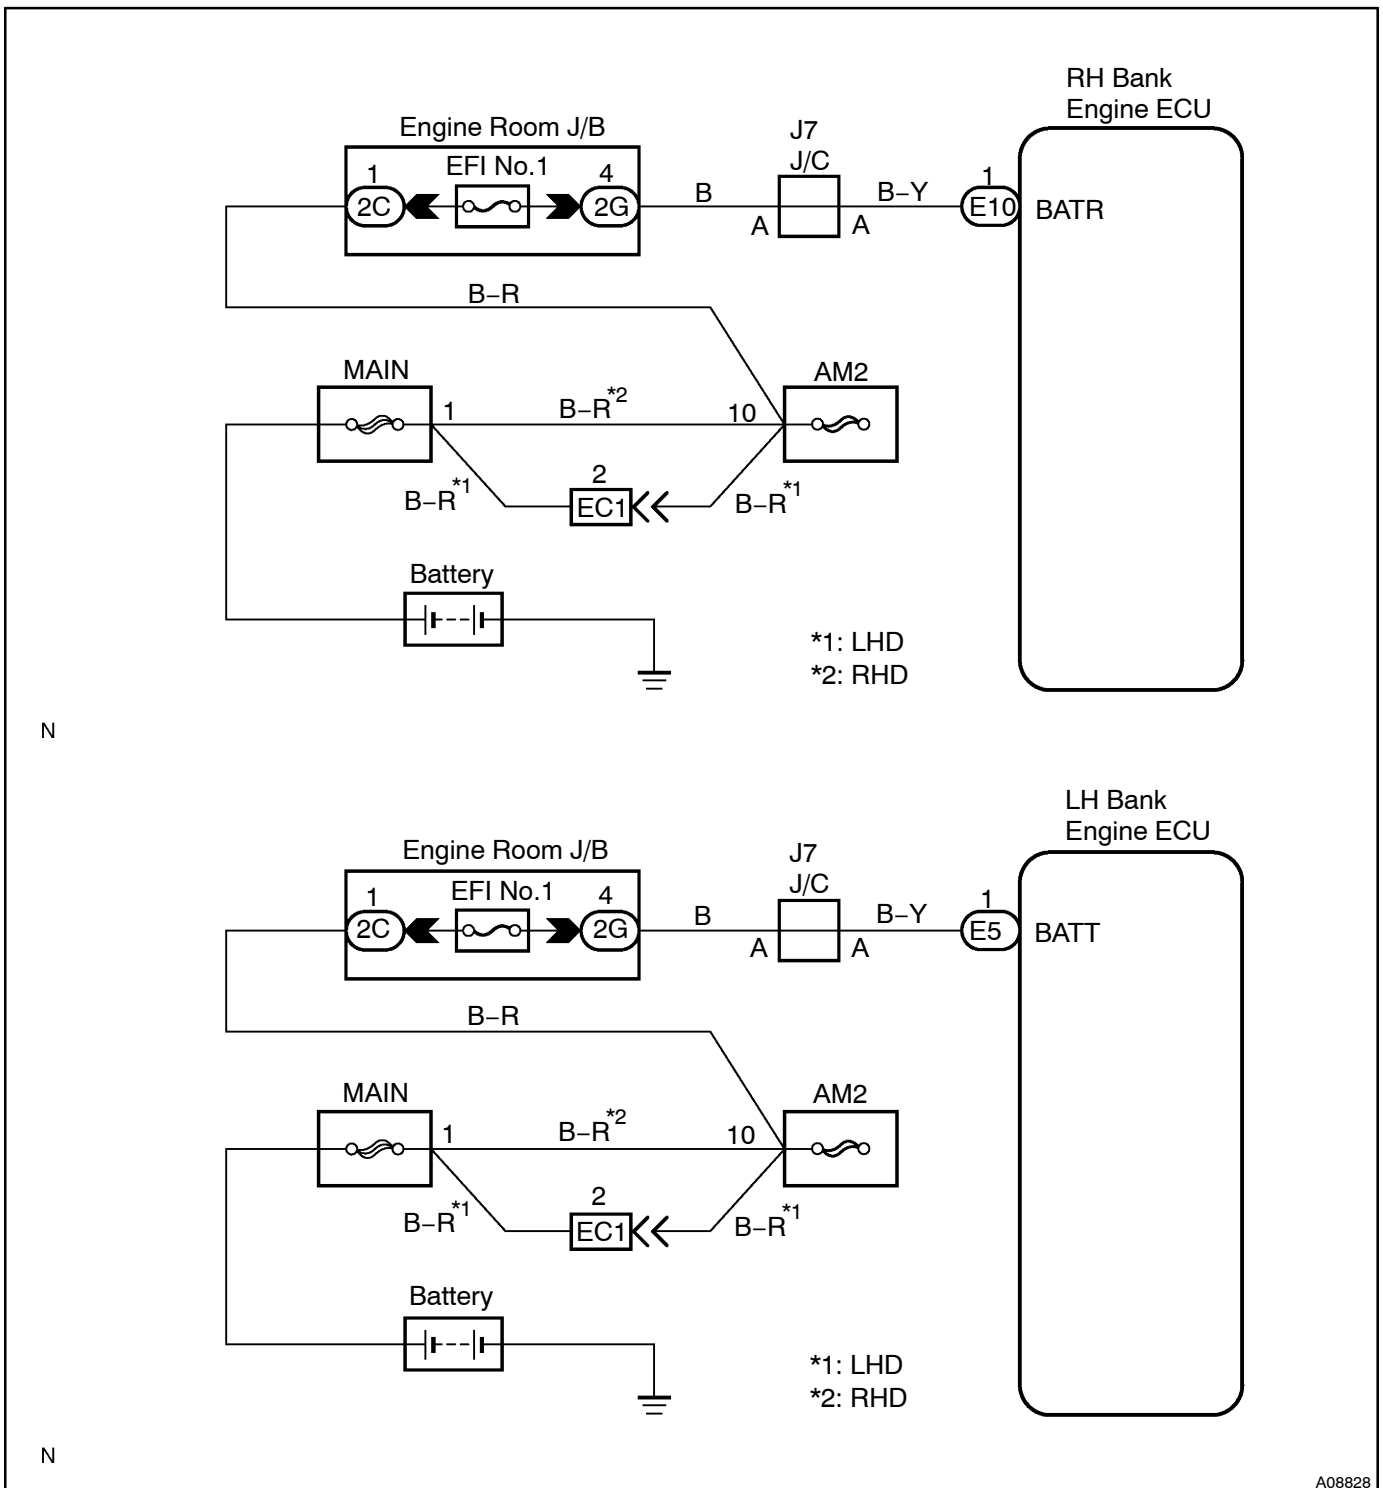 RH Bank
Engine ECU
Engine Room J/B
J7
J/C
1
EFI No.1
4
1
2C
2G
B
B–Y
E10
BATR
A
A
B–R
MAIN
AM2
1
B–R*2
10
2
B–R*1
EC1
B–R*1
Battery
*1: LHD
*2: RHD
N
LH Bank
Engine ECU
Engine Room J/B
J7
J/C
1
EFI No.1
4
1
2C
2G
B
B–Y
E5
BATT
A
A
B–R
MAIN
AM2
1
B–R*2
10
2
B–R*1
EC1
B–R*1
Battery
*1: LHD
*2: RHD
N
A08828